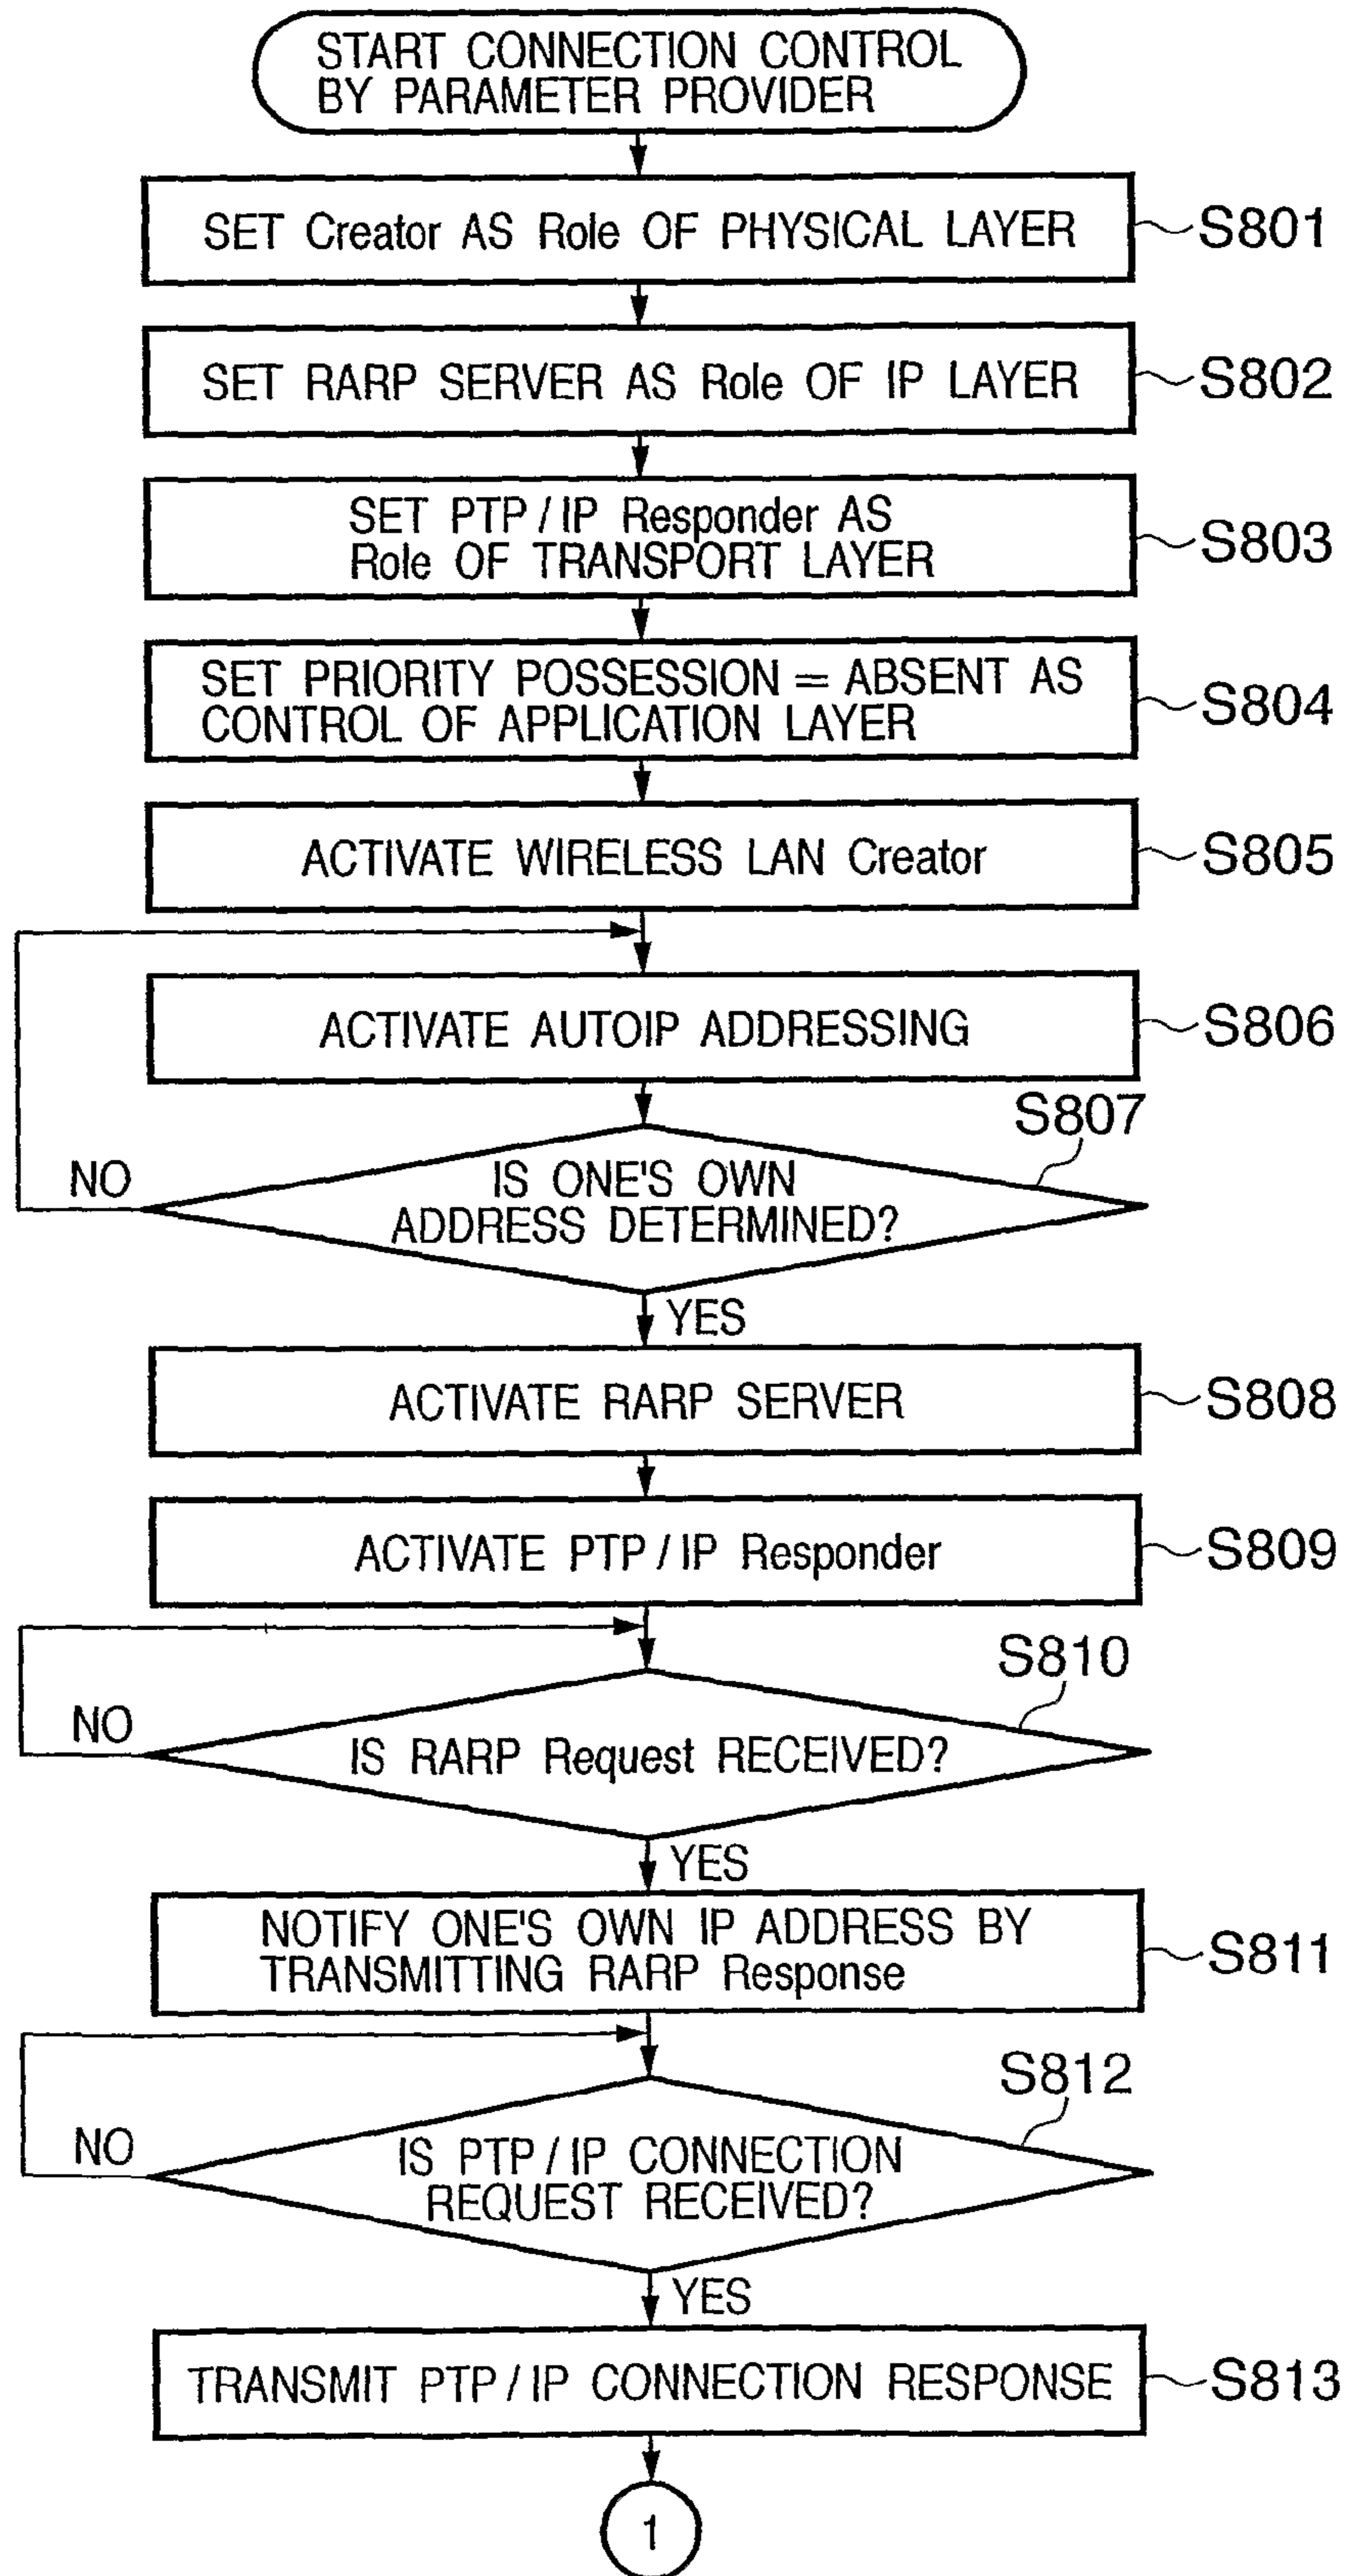 START CONNECTION CONTROL
BY PARAMETER PROVIDER
SET Creator AS Role OF PHYSICAL LAYER
S801
SET RARP SERVER AS Role OF IP LAYER
S802
SET PTP / IP Responder AS
Role OF TRANSPORT LAYER
S803
SET PRIORITY POSSESSION = ABSENT AS
CONTROL OF APPLICATION LAYER
S804
ACTIVATE WIRELESS LAN Creator
S805
ACTIVATE AUTOIP ADDRESSING
S806
S807
NO
IS ONE'S OWN
ADDRESS DETERMINED?
YES
ACTIVATE RARP SERVER
S808
ACTIVATE PTP / IP Responder
S809
S810
NO
IS RARP Request RECEIVED?
YES
NOTIFY ONE'S OWN IP ADDRESS BY
TRANSMITTING RARP Response
S811
S812
NO
IS PTP / IP CONNECTION
REQUEST RECEIVED?
YES
TRANSMIT PTP / IP CONNECTION RESPONSE
S813
1